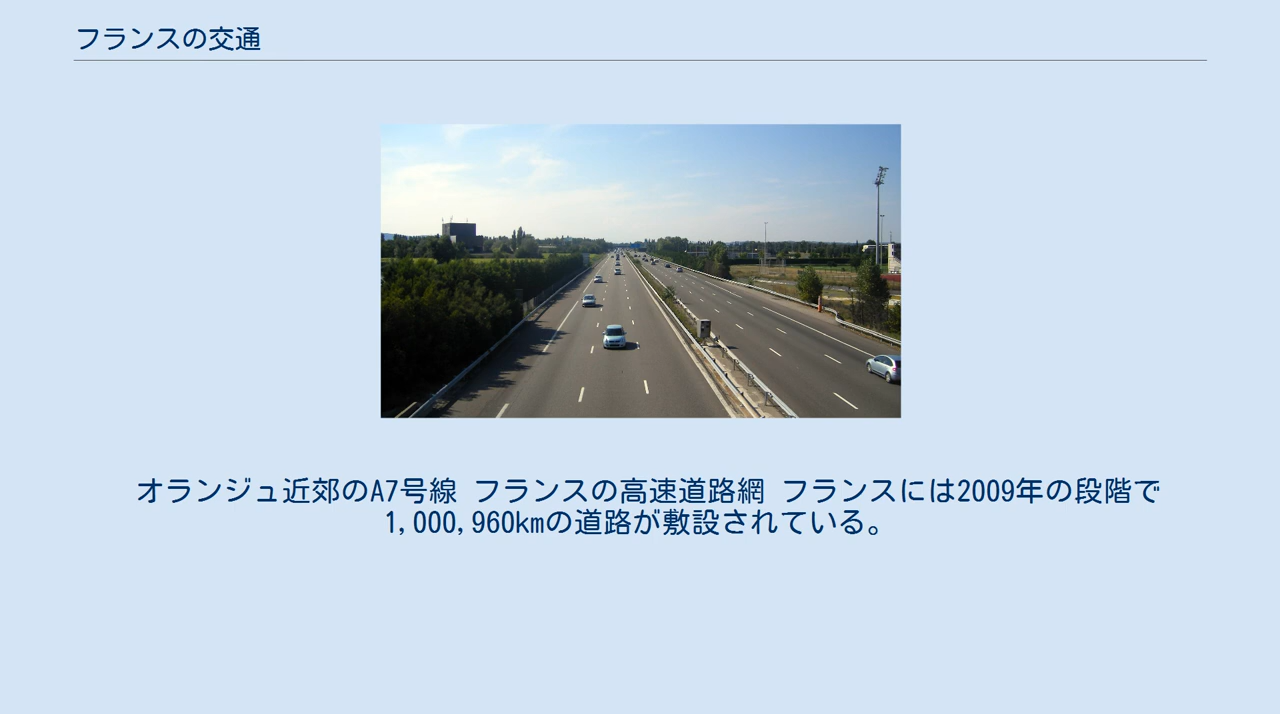 フランスの交通
オランジュ近郊のA7号線 フランスの高速道路網 フランスには2009年の段階で
1,000,960kmの道路が敷設されている。